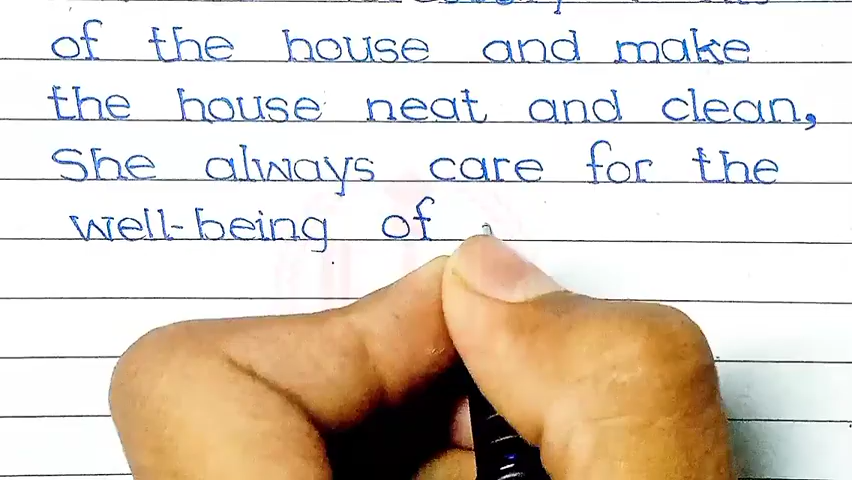 of the house and make
the house neat and clean,
She always care for the
well-being of